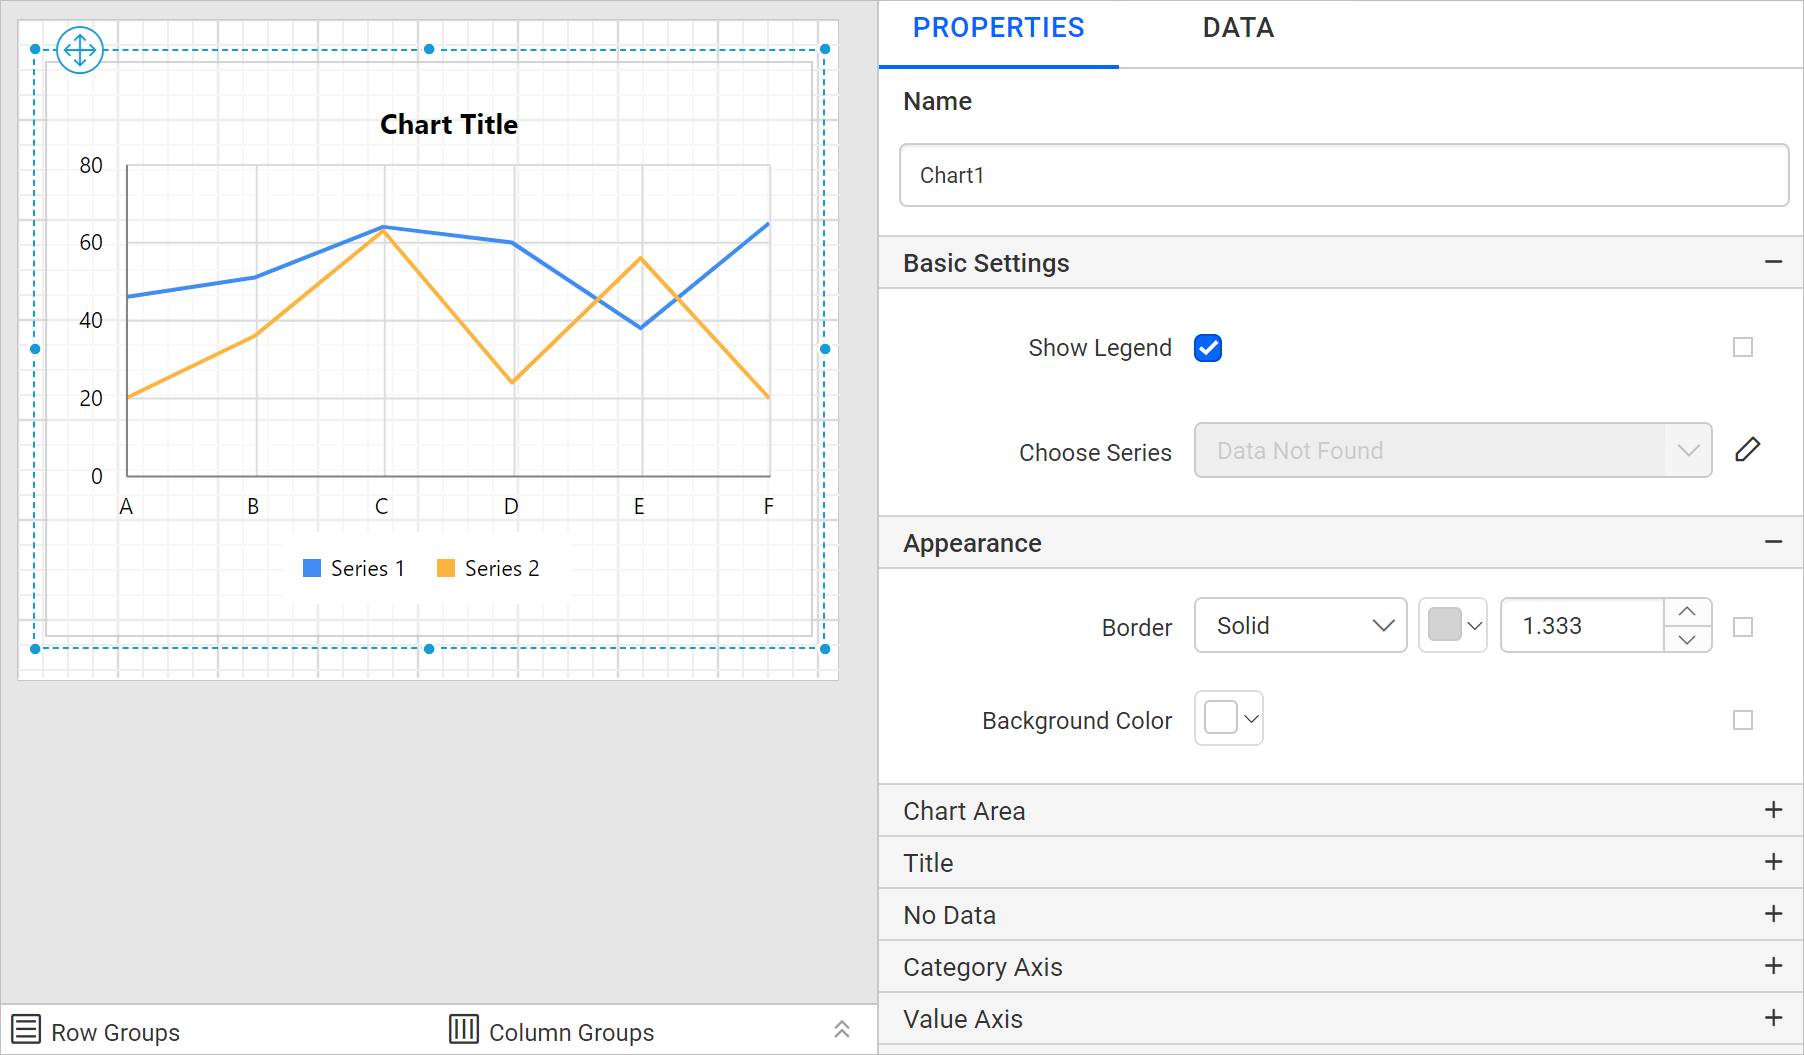 Chart Title
80
60
40
20
0
A B C D E F
Series 1 Series 2
Row Groups Column Groups
PROPERTIES DATA
Name
Chart1
Basic Settings
Show Legend
Choose Series Data Not Found
Appearance
Border Solid 1.333
Background Color
Chart Area
Title
No Data
Category Axis
Value Axis